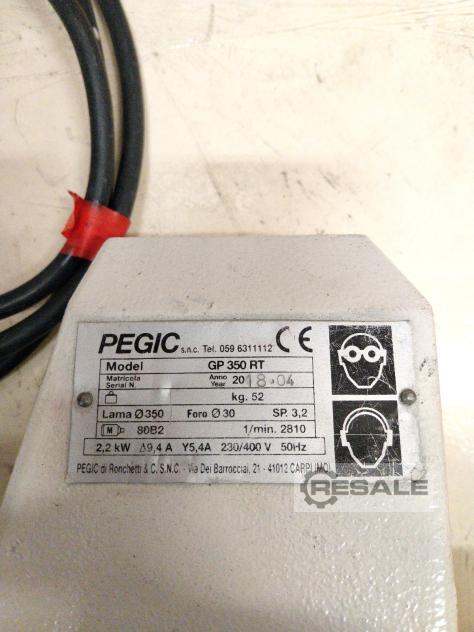 PEGIC s.n.c. Tel. 059 6311112 CE
Model GP 350 RT
Matricola Serial N. Anno Year 2018.04
kg. 52
Lama Ø 350 Foro Ø 30 SP. 3,2
M 80B2 1/min. 2810
2,2 kW Δ9,4 A Y5,4A 230/400 V 50Hz
PEGIC di Ronchetti & C. S.N.C. - Via Dei Barrocciai, 21 - 41012 CARPI (MO)
RESALE